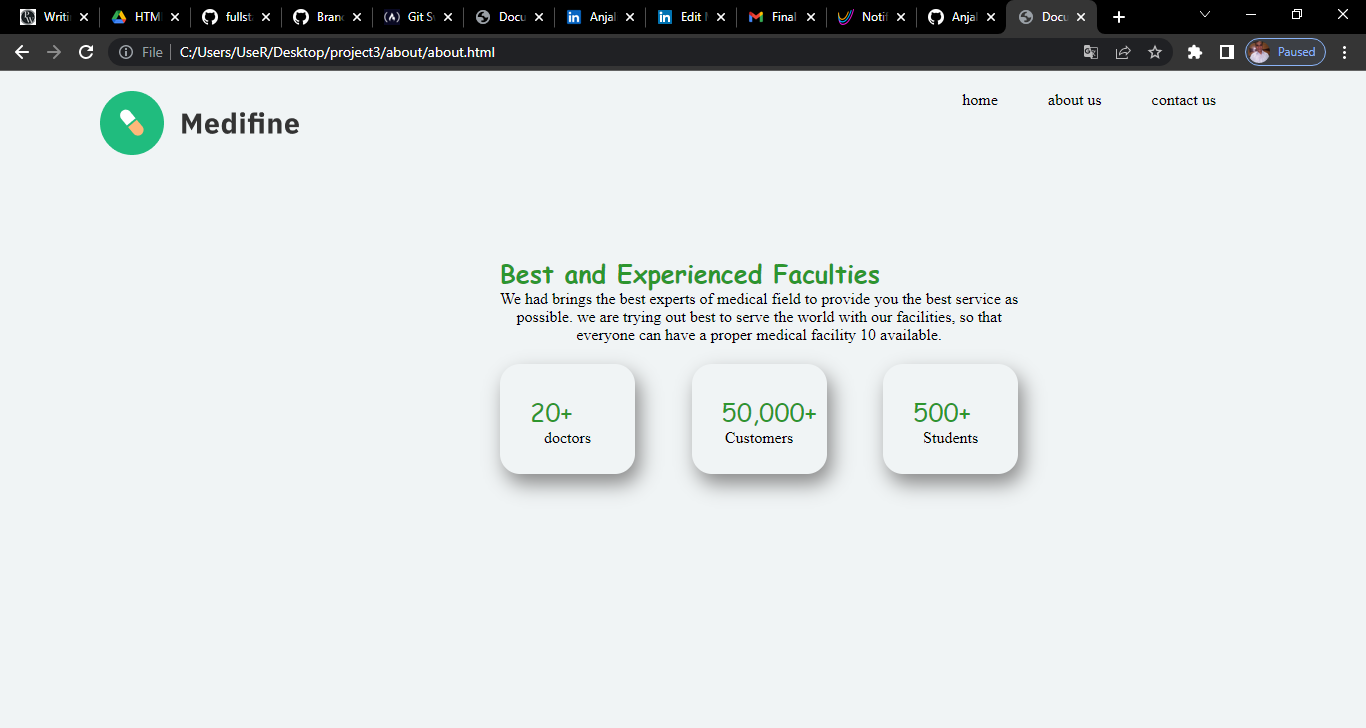 Writi HTM fullst Bran Git S Docu Anjal Edit Final Notif Anjal Docu
File C:/Users/UseR/Desktop/project3/about/about.html Paused
Medifine home about us contact us
Best and Experienced Faculties
We had brings the best experts of medical field to provide you the best service as
possible. we are trying out best to serve the world with our facilities, so that
everyone can have a proper medical facility 10 available.
20+ 50,000+ 500+
doctors Customers Students